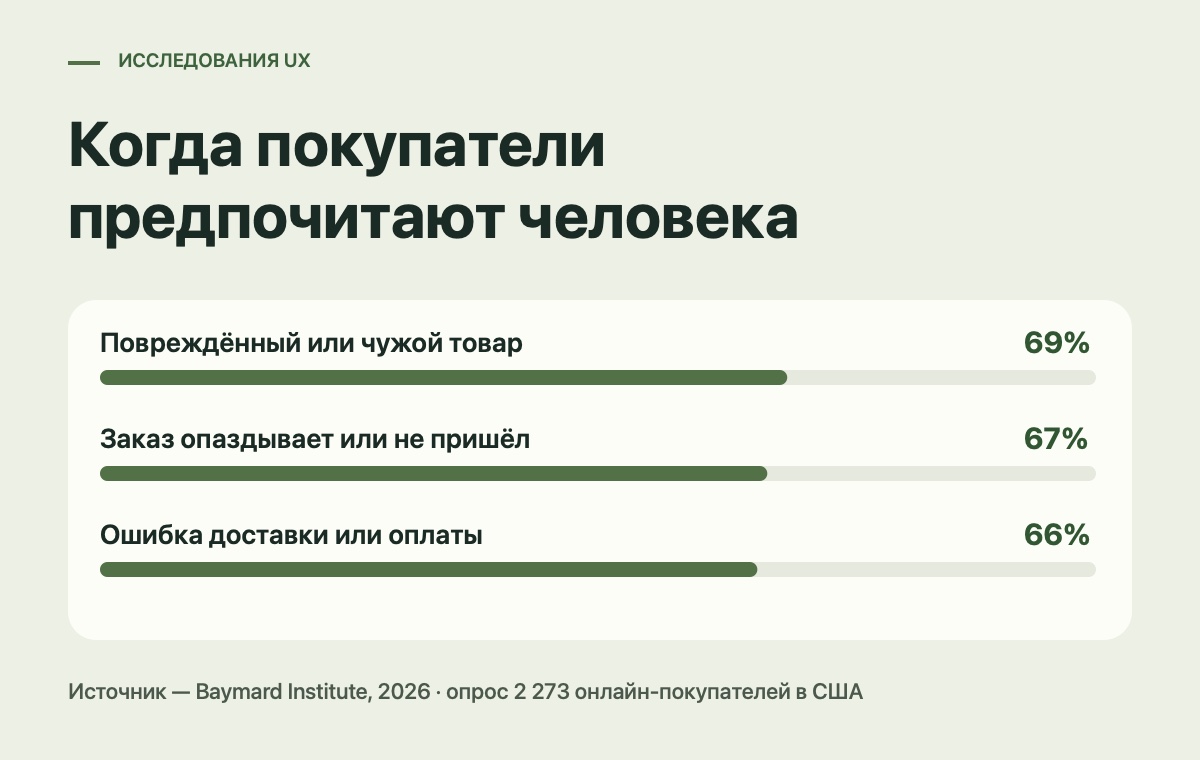 ИССЛЕДОВАНИЯ UX
Когда покупатели
предпочитают человека
Повреждённый или чужой товар 69%
Заказ опаздывает или не пришёл 67%
Ошибка доставки или оплаты 66%
Источник — Baymard Institute, 2026 · опрос 2 273 онлайн-покупателей в США